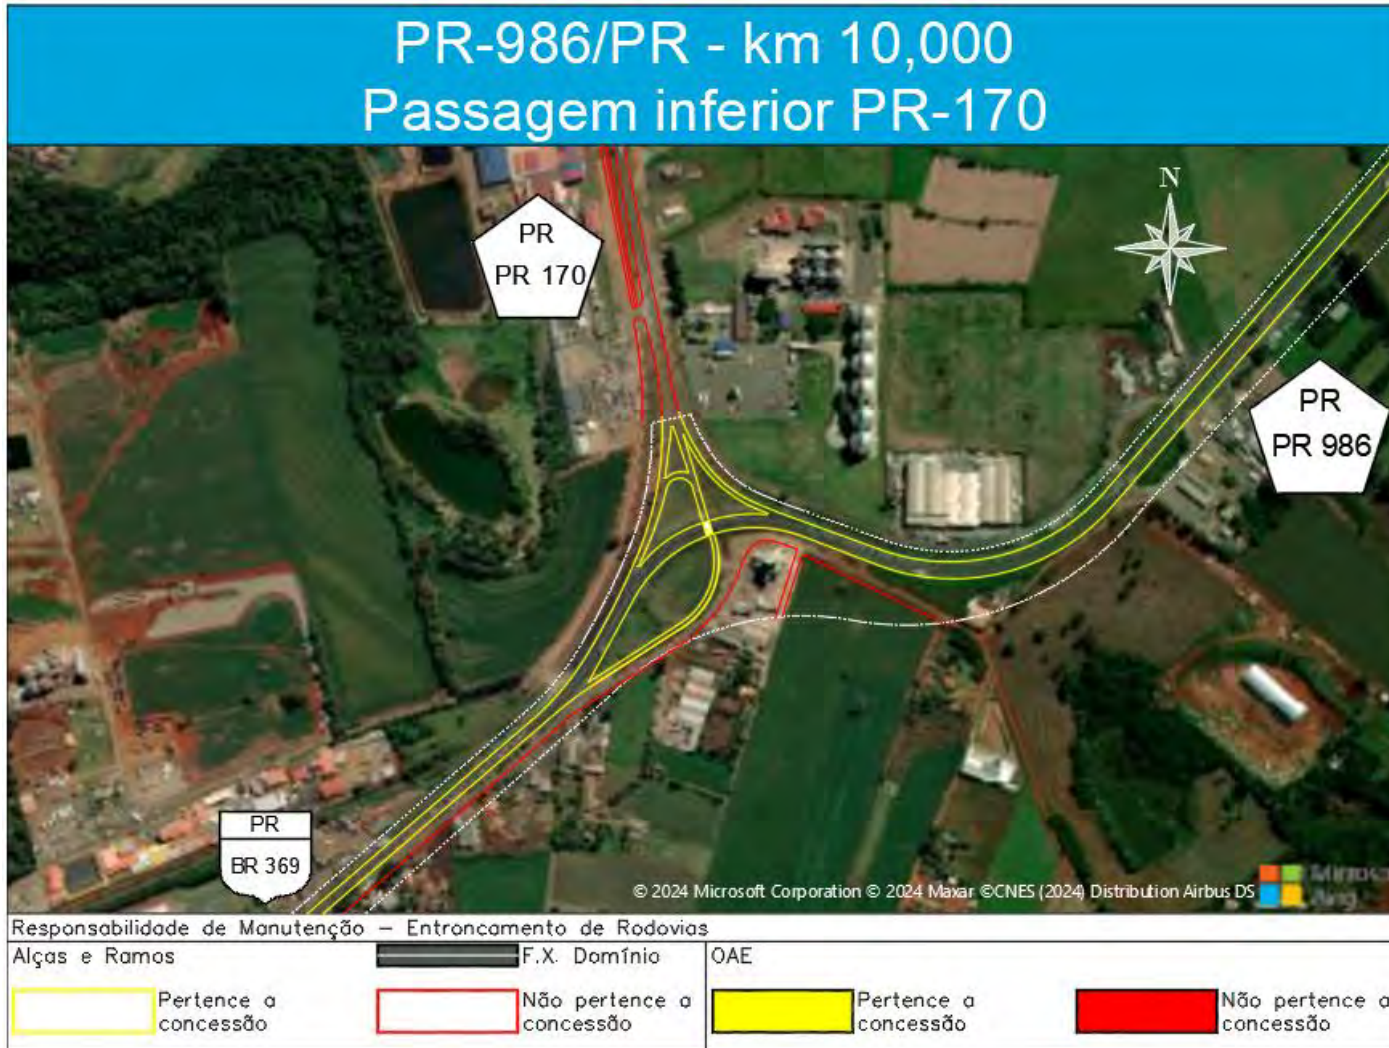 PR-986/PR - km 10,000
Passagem inferior PR-170
N
PR
PR 170
PR
PR 986
PR
BR 369
© 2024 Microsoft Corporation © 2024 Maxar ©CNES (2024) Distribution Airbus DS
Microso
Bing
Responsabilidade de Manutenção – Entroncamento de Rodovias
Alças e Ramos
F.X. Domínio
OAE
Pertence a
concessão
Não pertence a
concessão
Pertence a
concessão
Não pertence a
concessão